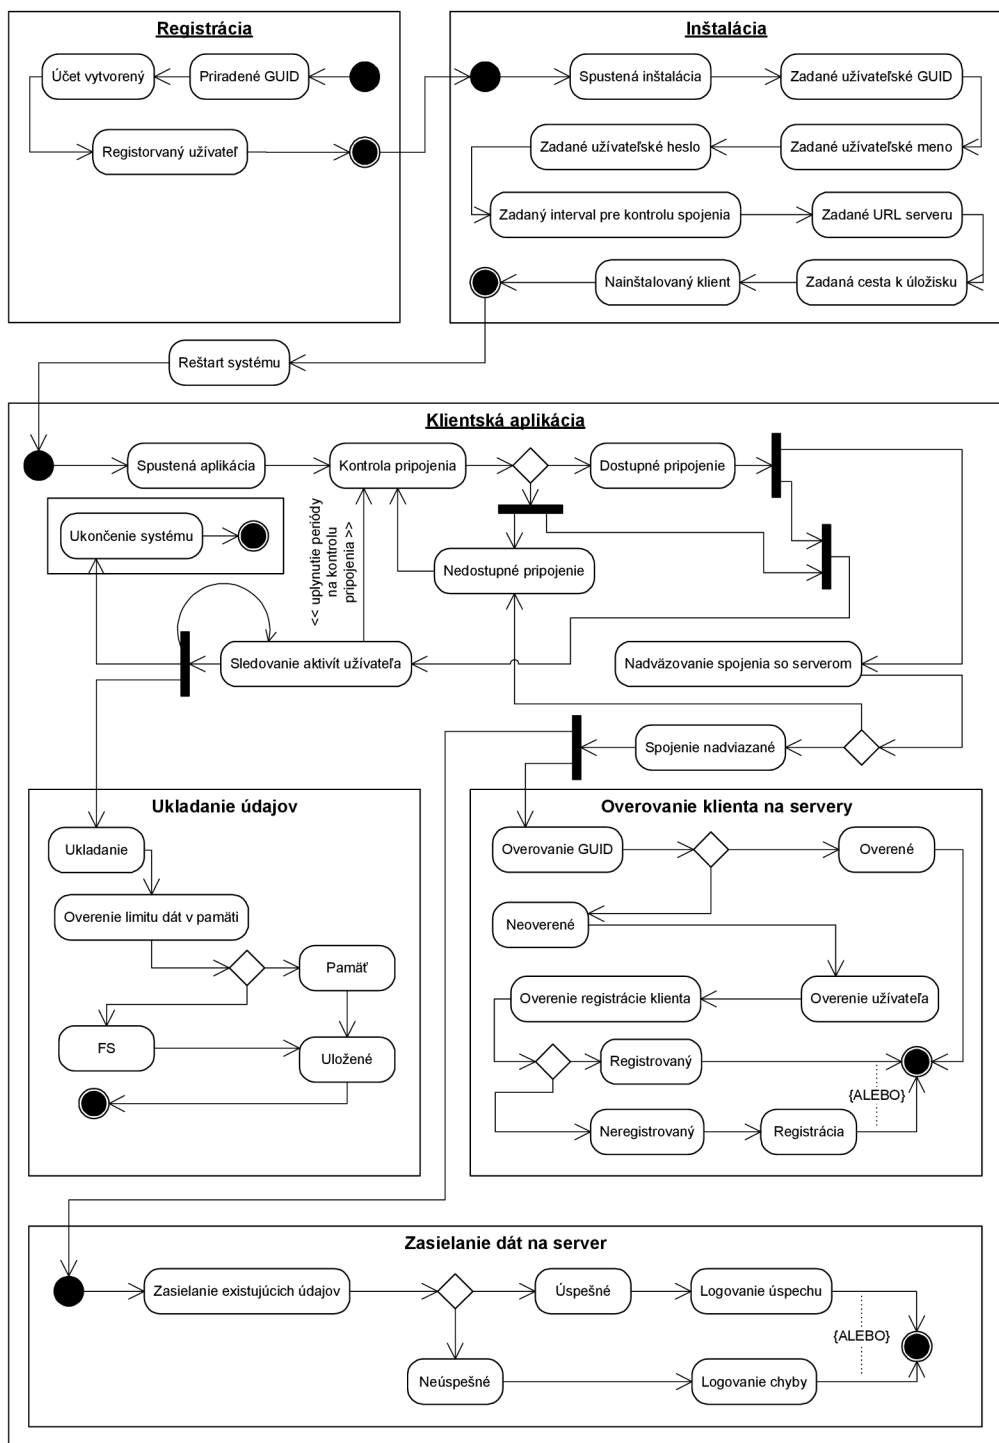 Registrácia
Účet vytvorený
Priradené GUID
Registorvaný užívateľ
Inštalácia
Spustená inštalácia
Zadané užívateľské GUID
Zadané užívateľské heslo
Zadané užívateľské meno
Zadaný interval pre kontrolu spojenia
Zadané URL serveru
Nainštalovaný klient
Zadaná cesta k úložisku
Reštart systému
Klientská aplikácia
Spustená aplikácia
Kontrola pripojenia
Dostupné pripojenie
Ukončenie systému
<< uplynutie periódy
na kontrolu
pripojenia >>
Nedostupné pripojenie
Sledovanie aktivít užívateľa
Nadväzovanie spojenia so serverom
Spojenie nadviazané
Ukladanie údajov
Ukladanie
Overenie limitu dát v pamäti
Pamäť
FS
Uložené
Overovanie klienta na servery
Overovanie GUID
Overené
Neoverené
Overenie registrácie klienta
Overenie užívateľa
Registrovaný
{ALEBO}
Neregistrovaný
Registrácia
Zasielanie dát na server
Zasielanie existujúcich údajov
Úspešné
Logovanie úspechu
{ALEBO}
Neúspešné
Logovanie chyby